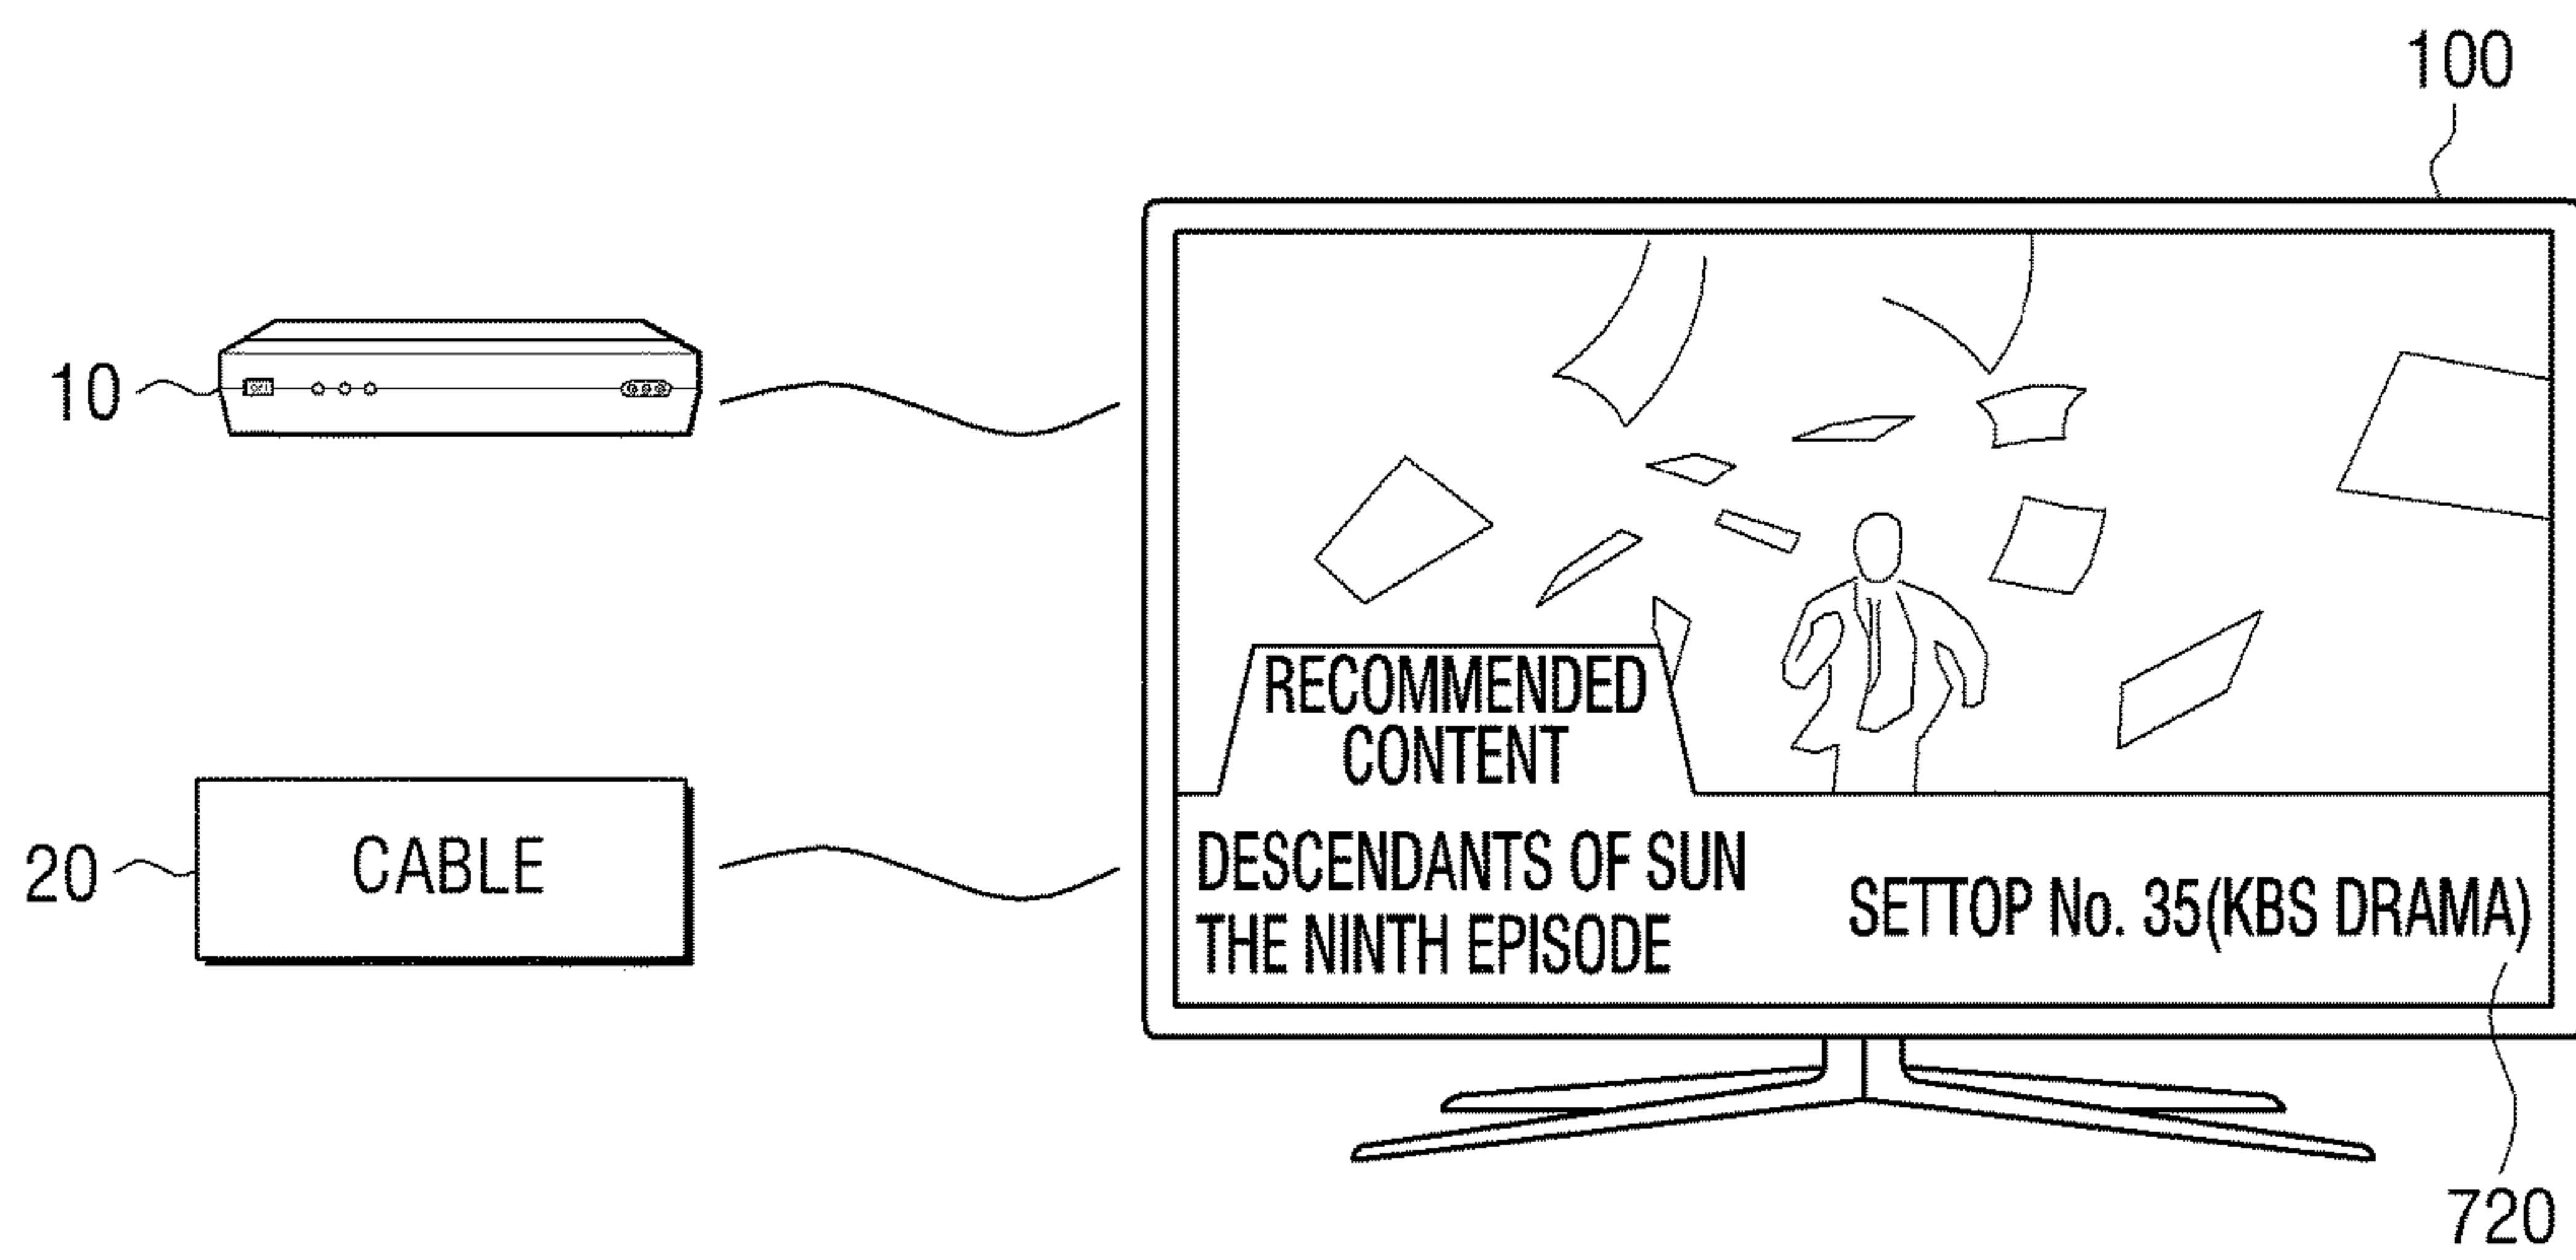 100
10
RECOMMENDED
CONTENT
20
CABLE
DESCENDANTS OF SUN
THE NINTH EPISODE
SETTOP No. 35(KBS DRAMA)
720